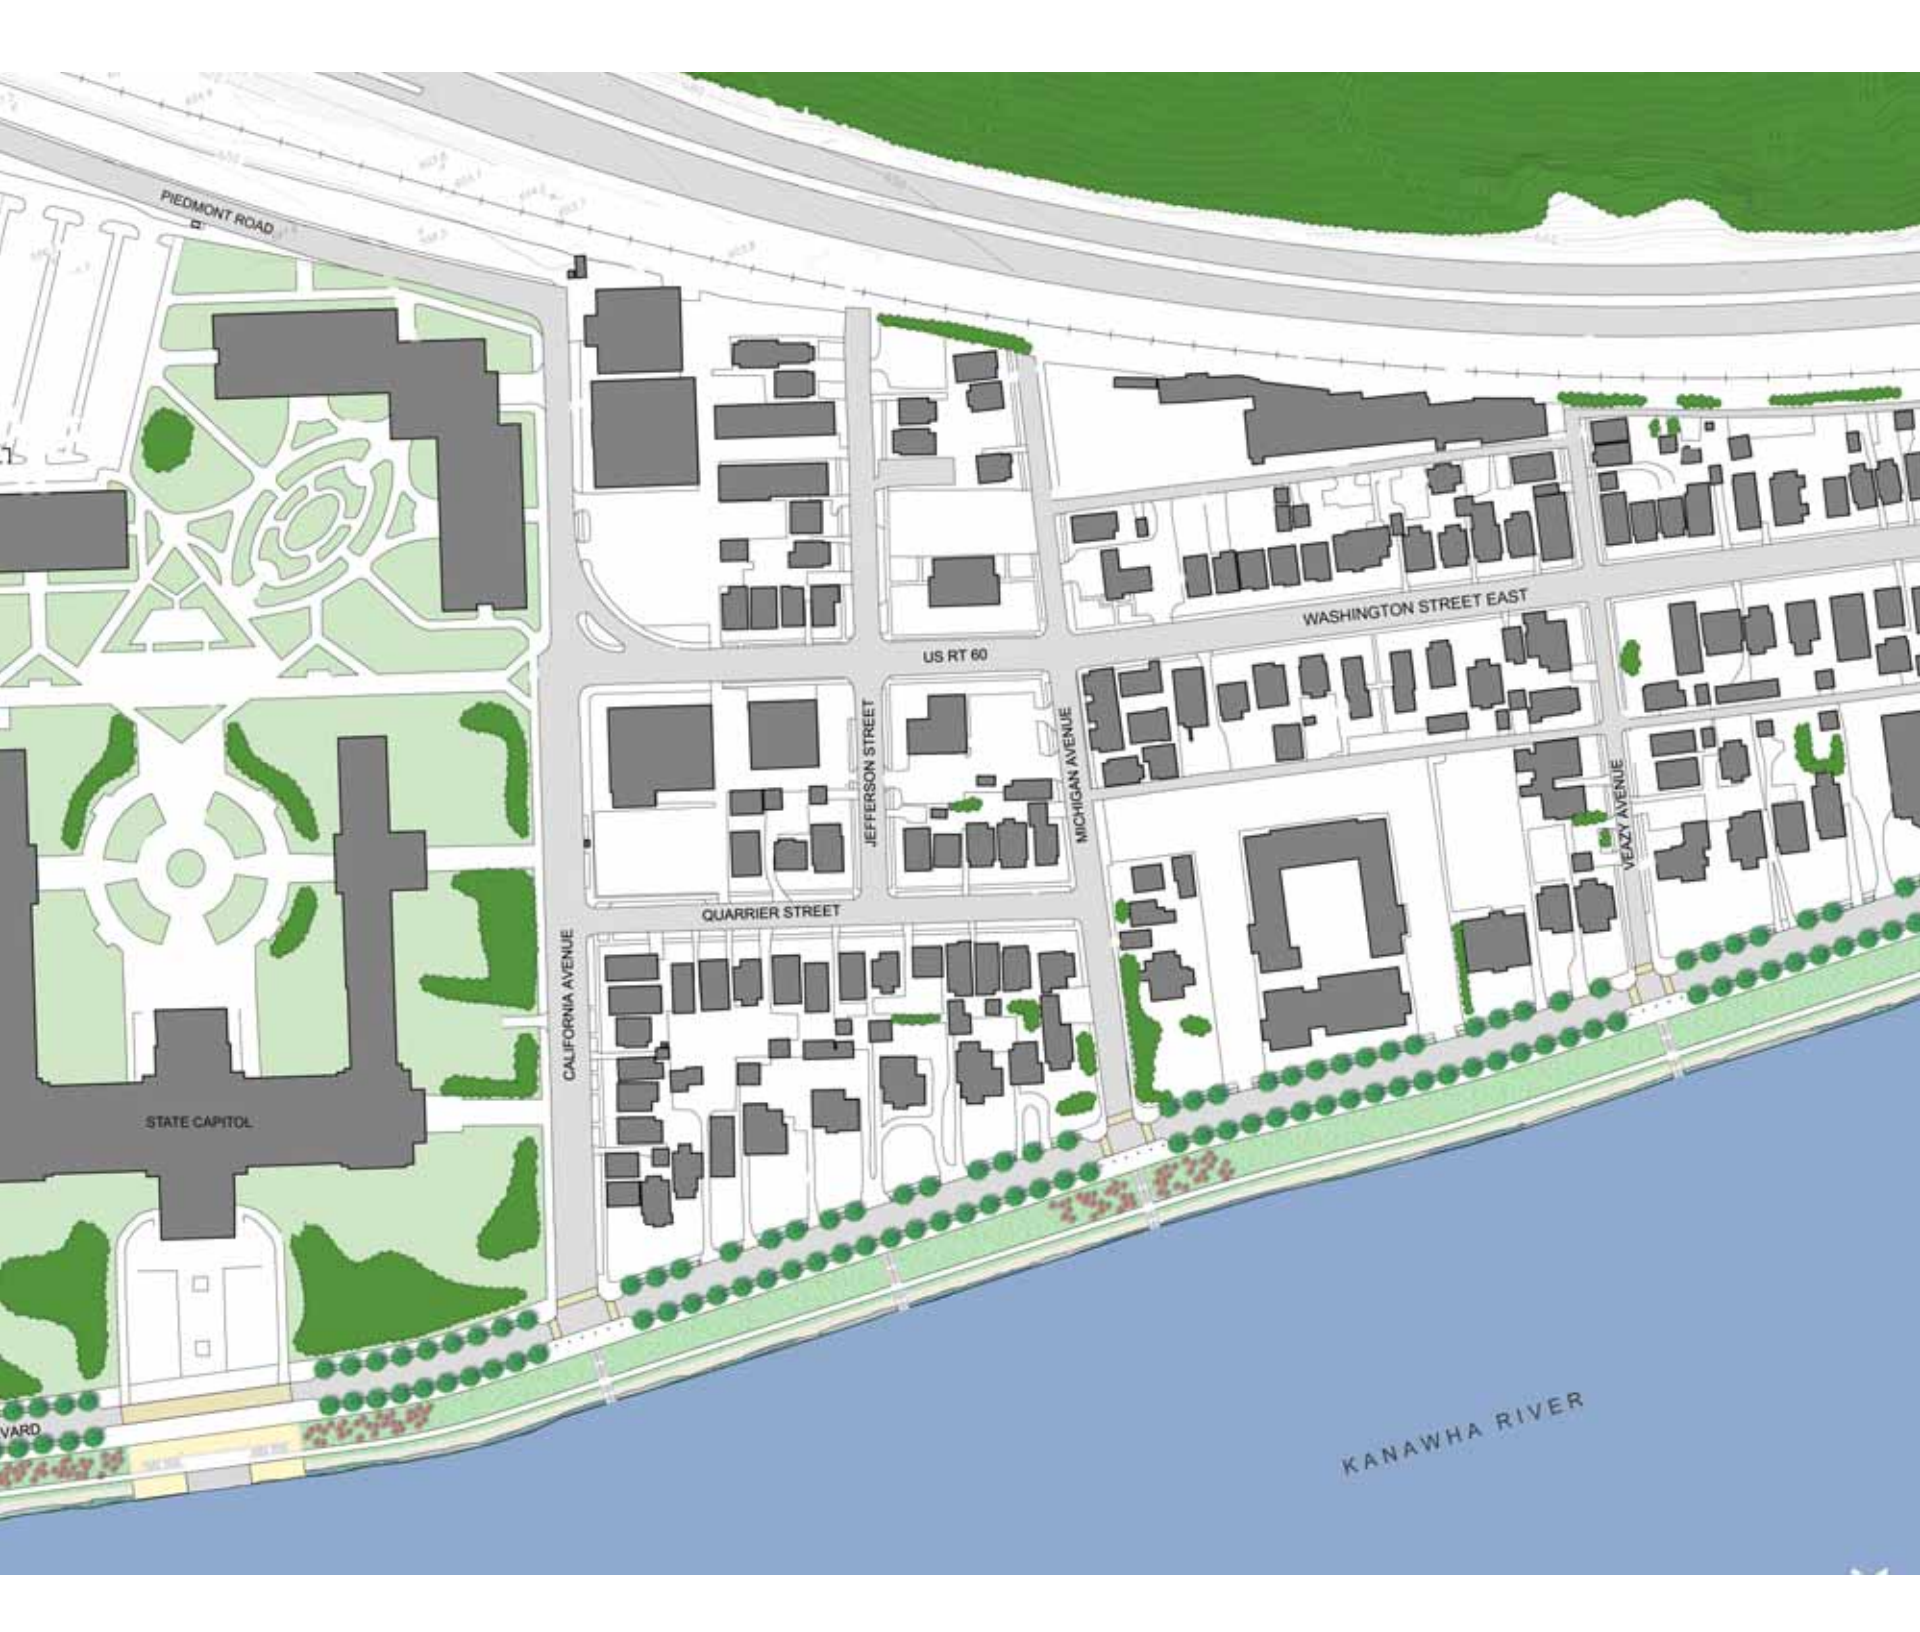 PIEDMONT ROAD
WASHINGTON STREET EAST
US RT 60
JEFFERSON STREET
MICHIGAN AVENUE
VEAZY AVENUE
QUARRIER STREET
CALIFORNIA AVENUE
STATE CAPITOL
VARD
KANAWHA RIVER